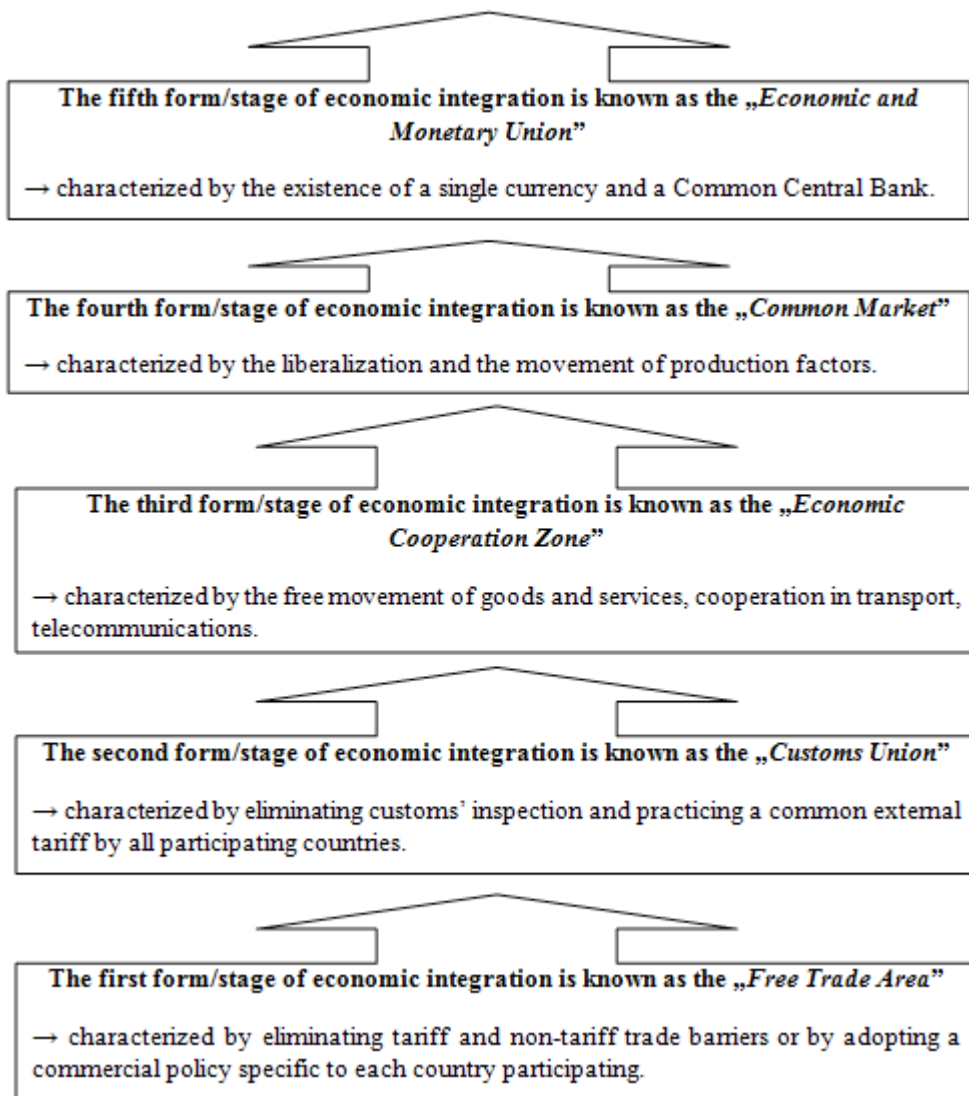 The fifth form/stage of economic integration is known as the „Economic and
Monetary Union”
→ characterized by the existence of a single currency and a Common Central Bank.
The fourth form/stage of economic integration is known as the „Common Market”
→ characterized by the liberalization and the movement of production factors.
The third form/stage of economic integration is known as the „Economic
Cooperation Zone”
→ characterized by the free movement of goods and services, cooperation in transport,
telecommunications.
The second form/stage of economic integration is known as the „Customs Union”
→ characterized by eliminating customs’ inspection and practicing a common external
tariff by all participating countries.
The first form/stage of economic integration is known as the „Free Trade Area”
→ characterized by eliminating tariff and non-tariff trade barriers or by adopting a
commercial policy specific to each country participating.